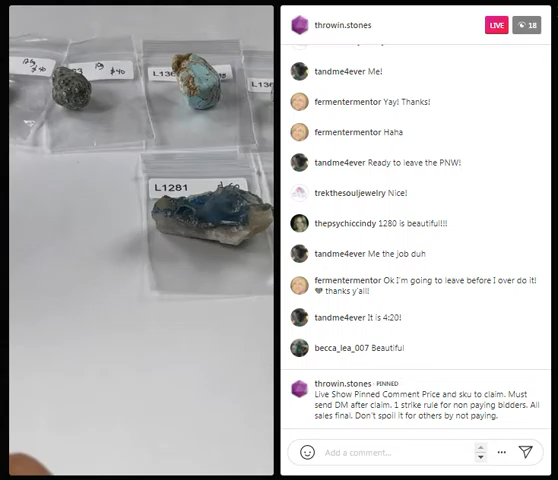 throwin.stones
LIVE
18
tandme4ever Me!
fermentermentor Yay! Thanks!
fermentermentor Haha
tandme4ever Ready to leave the PNW!
trekthesouljewelry Nice!
thepsychiccindy 1280 is beautiful!!!
tandme4ever Me the job duh
fermentermentor Ok I'm going to leave before I over do it!
🖤 thanks y'all!
tandme4ever It is 4:20!
becca_lea_007 Beautiful
throwin.stones · PINNED
Live Show Pinned Comment Price and sku to claim. Must
send DM after claim. 1 strike rule for non paying bidders. All
sales final. Don't spoil it for others by not paying.
Add a comment...
$40
L136
L13
L1281